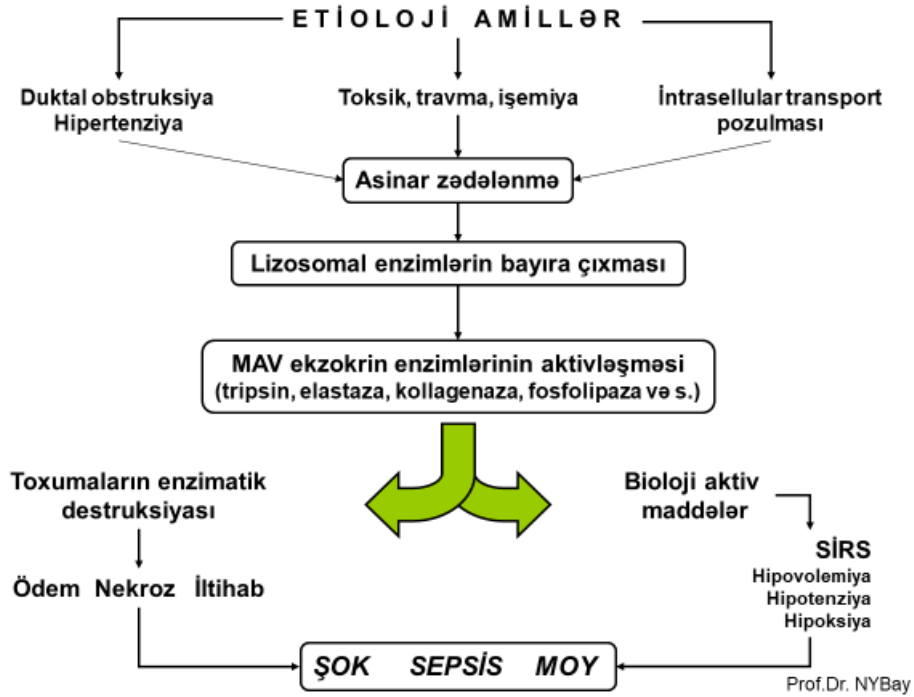 ETİOLOJİ AMİLLƏR
Duktal obstruksiya
Hipertenziya
Toksik, travma, işemiya
İntrasellular transport
pozulması
Asinar zədələnmə
Lizosomal enzimlərin bayıra çıxması
MAV ekzokrin enzimlərinin aktivləşməsi
(tripsin, elastaza, kollagenaza, fosfolipaza və s.)
Toxumaların enzimatik
destruksiyası
Ödem Nekroz İltihab
Bioloji aktiv
maddələr
SİRS
Hipovolemiya
Hipotenziya
Hipoksiya
ŞOK SEPSİS MOY
Prof.Dr. NYBay